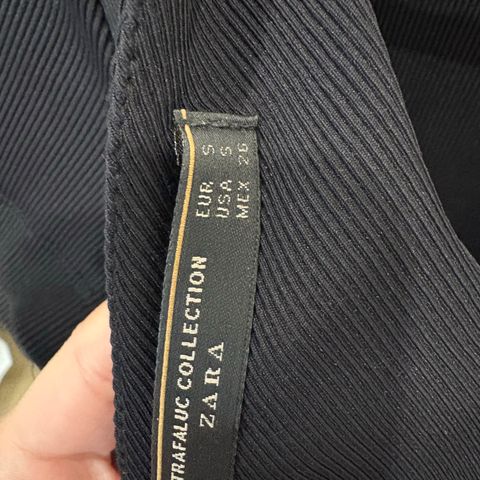 TRAFALUC COLLECTION
ZARA
EUR S
USA S
MEX 26